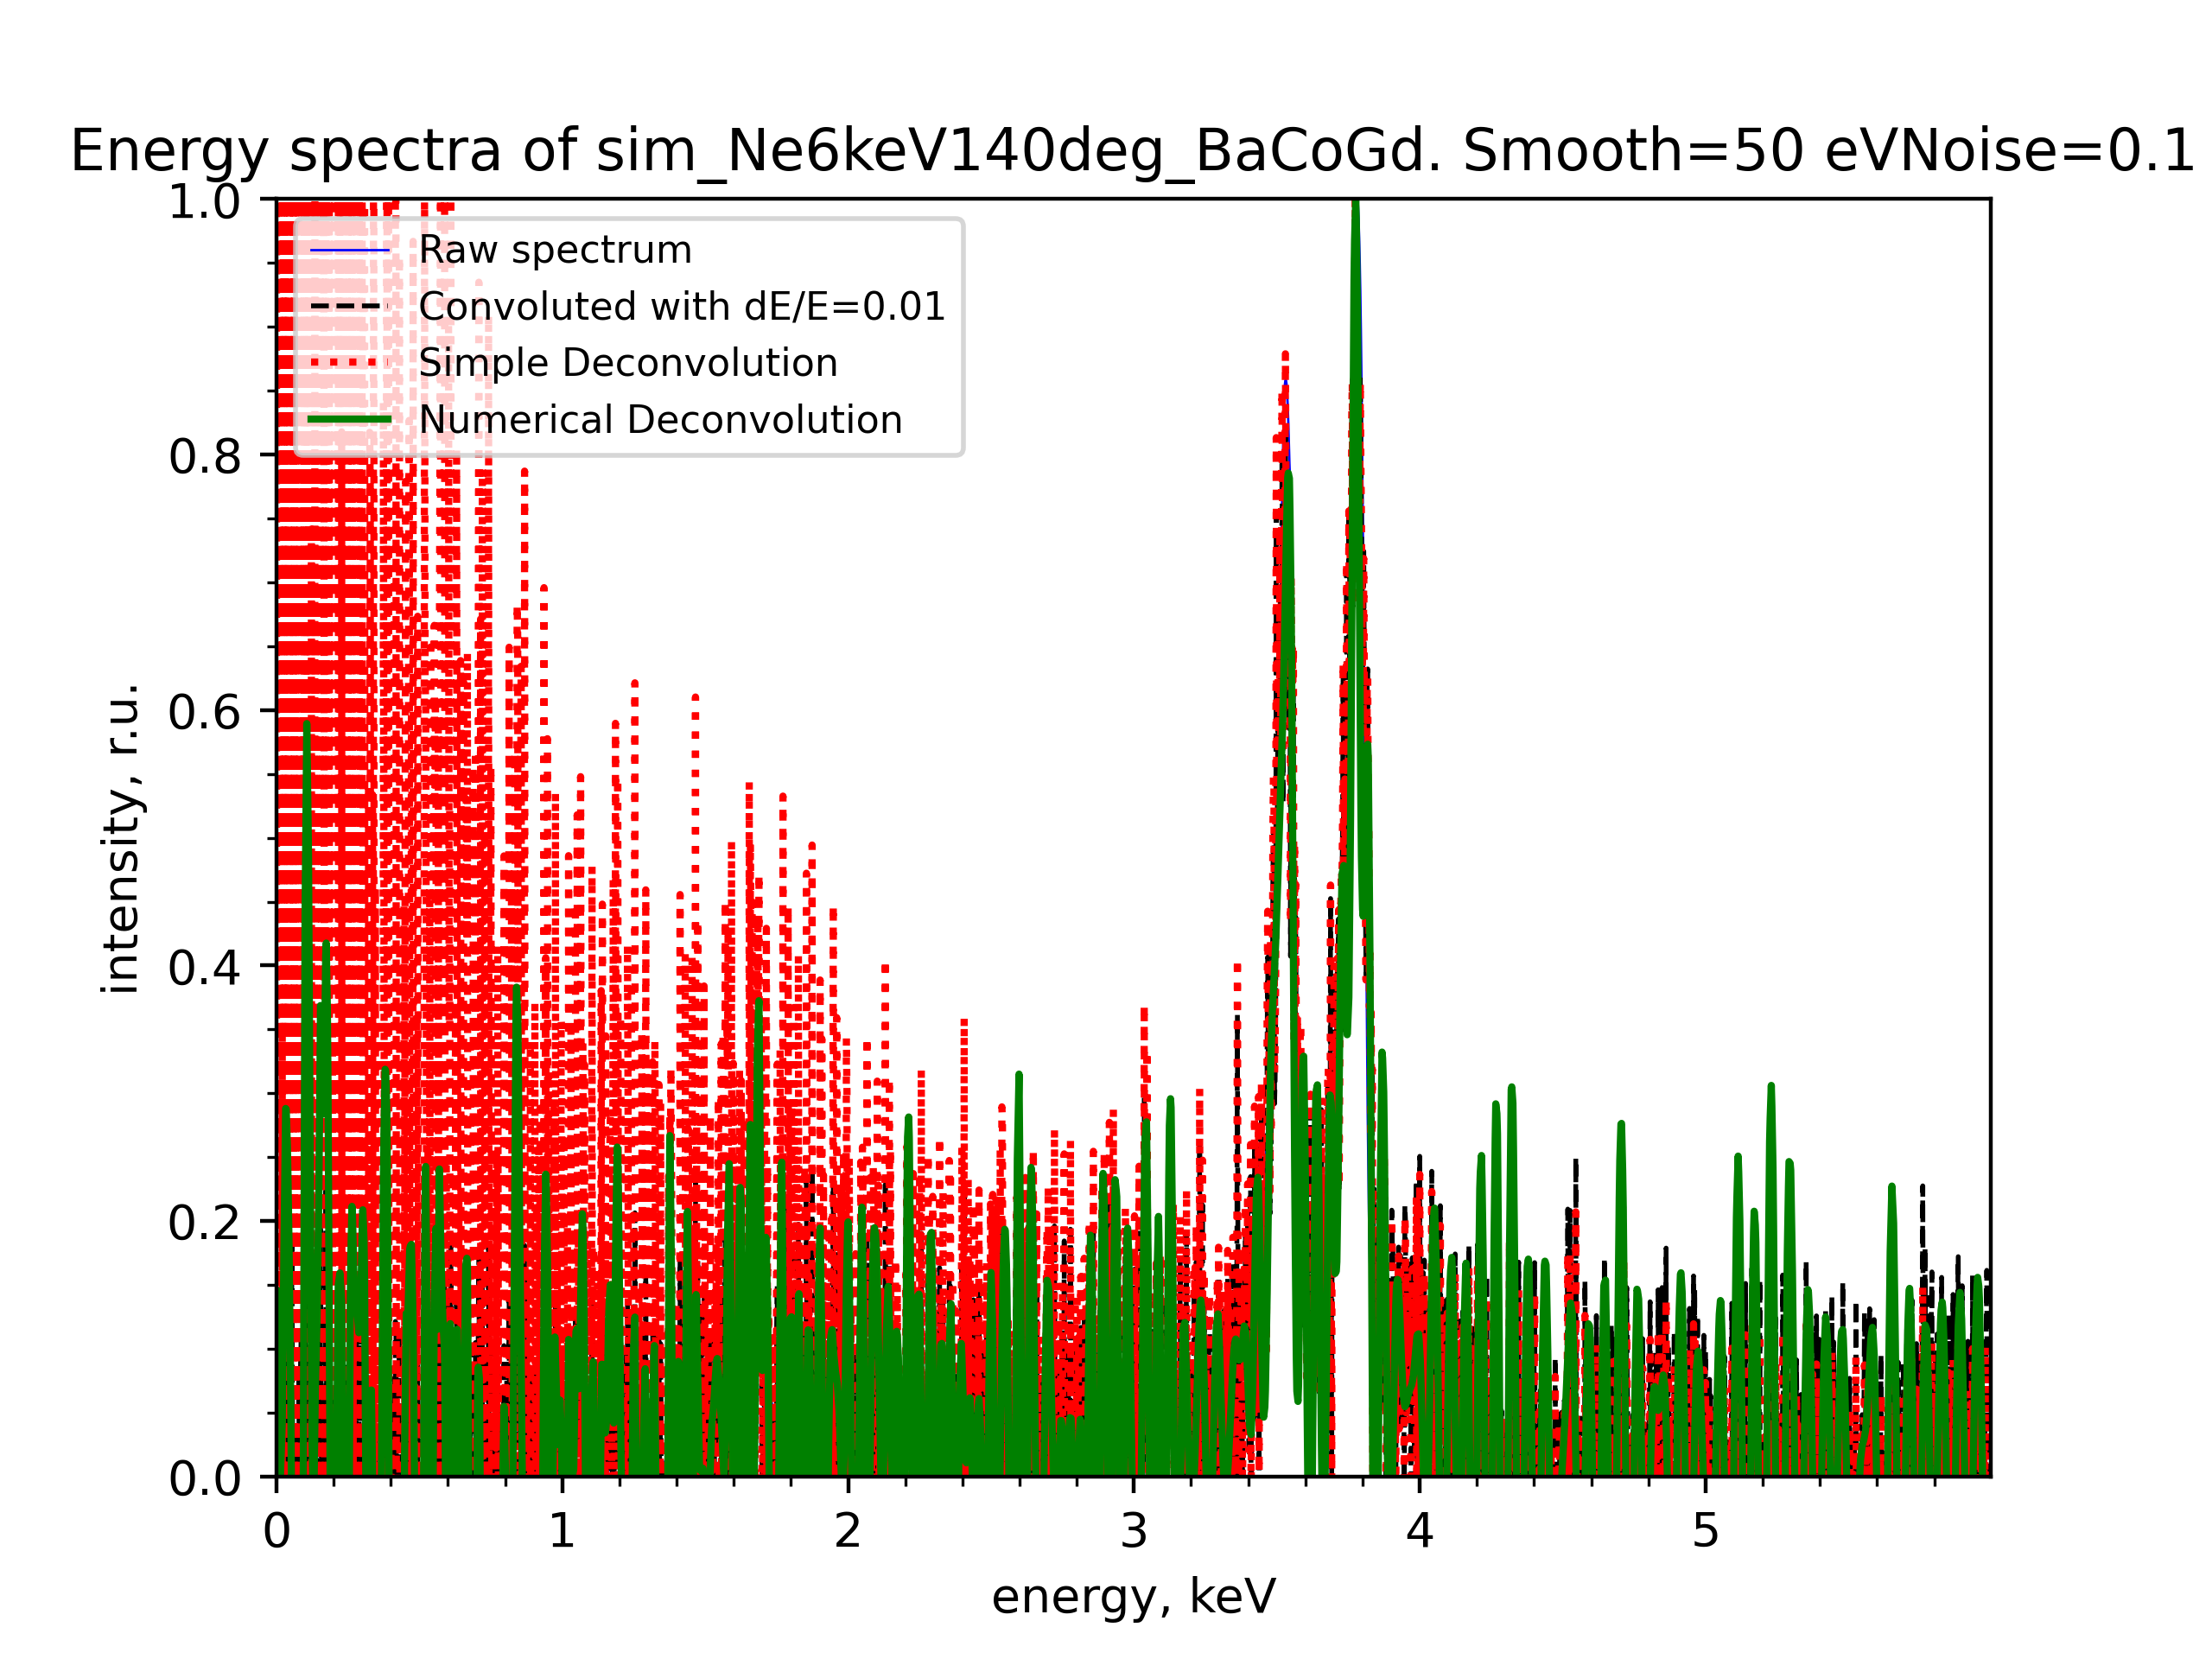 Energy spectra of sim_Ne6keV140deg_BaCoGd. Smooth=50 eVNoise=0.1
1.0
0.8
0.6
0.4
0.2
0.0
intensity, r.u.
Raw spectrum
Convoluted with dE/E=0.01
Simple Deconvolution
Numerical Deconvolution
0 1 2 3 4 5
energy, keV